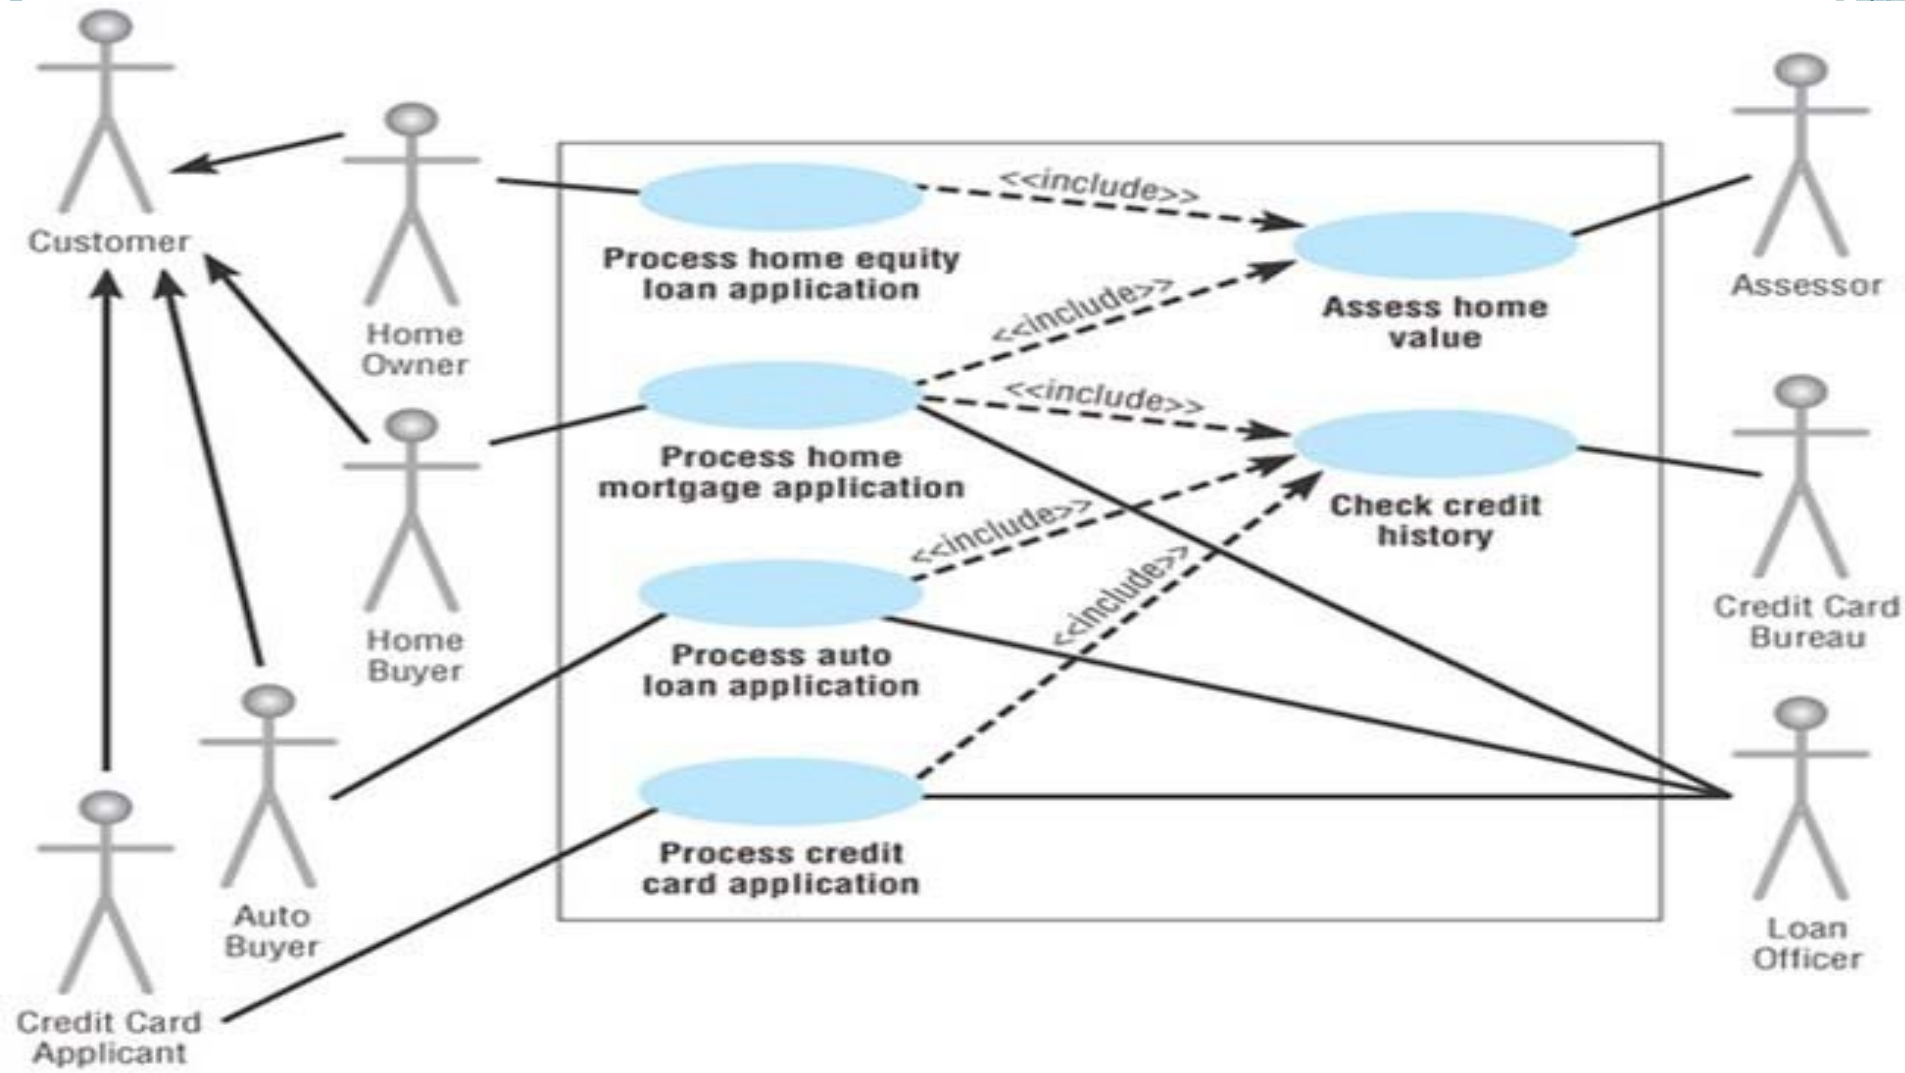 Customer
Home
Owner
Home
Buyer
Auto
Buyer
Credit Card
Applicant
Process home equity
loan application
Process home
mortgage application
Process auto
loan application
Process credit
card application
<<include>>
<<include>>
<<include>>
<<include>>
<<include>>
Assess home
value
Check credit
history
Assessor
Credit Card
Bureau
Loan
Officer